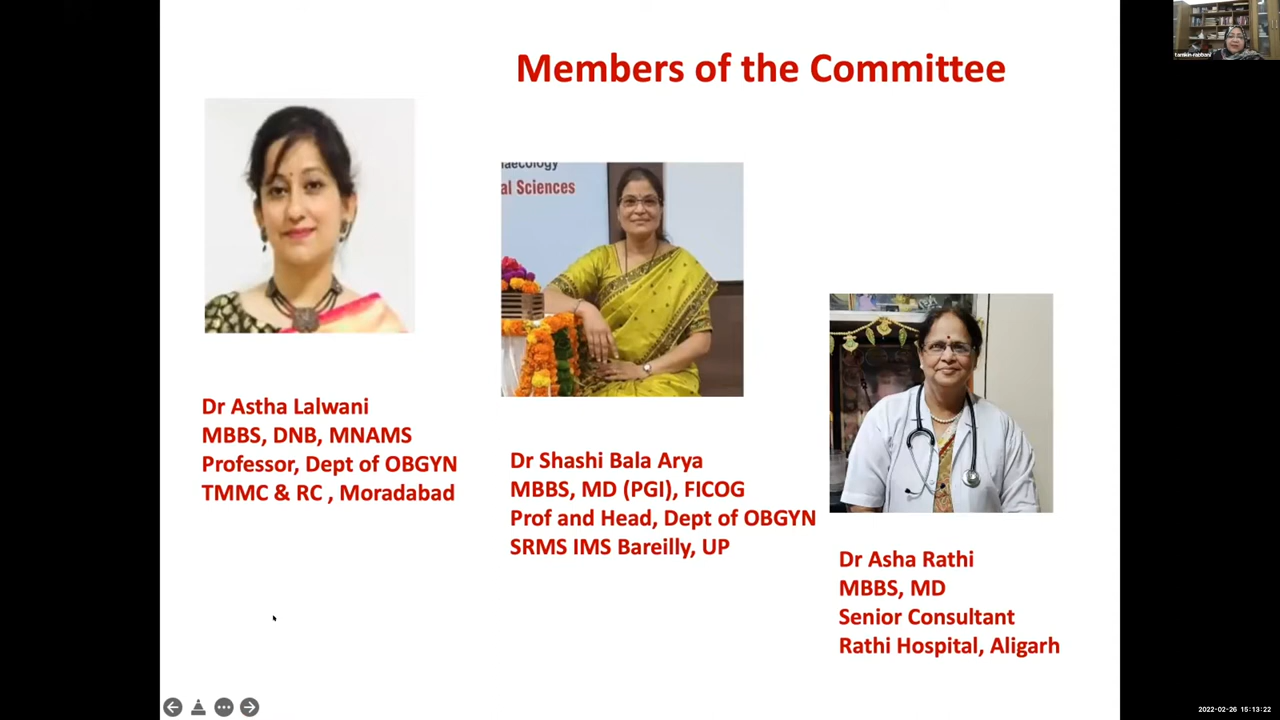 Members of the Committee
naecology
al Sciences
Dr Astha Lalwani
MBBS, DNB, MNAMS
Professor, Dept of OBGYN
TMMC & RC , Moradabad
Dr Shashi Bala Arya
MBBS, MD (PGI), FICOG
Prof and Head, Dept of OBGYN
SRMS IMS Bareilly, UP
Dr Asha Rathi
MBBS, MD
Senior Consultant
Rathi Hospital, Aligarh
2022-02-26 15:13:22